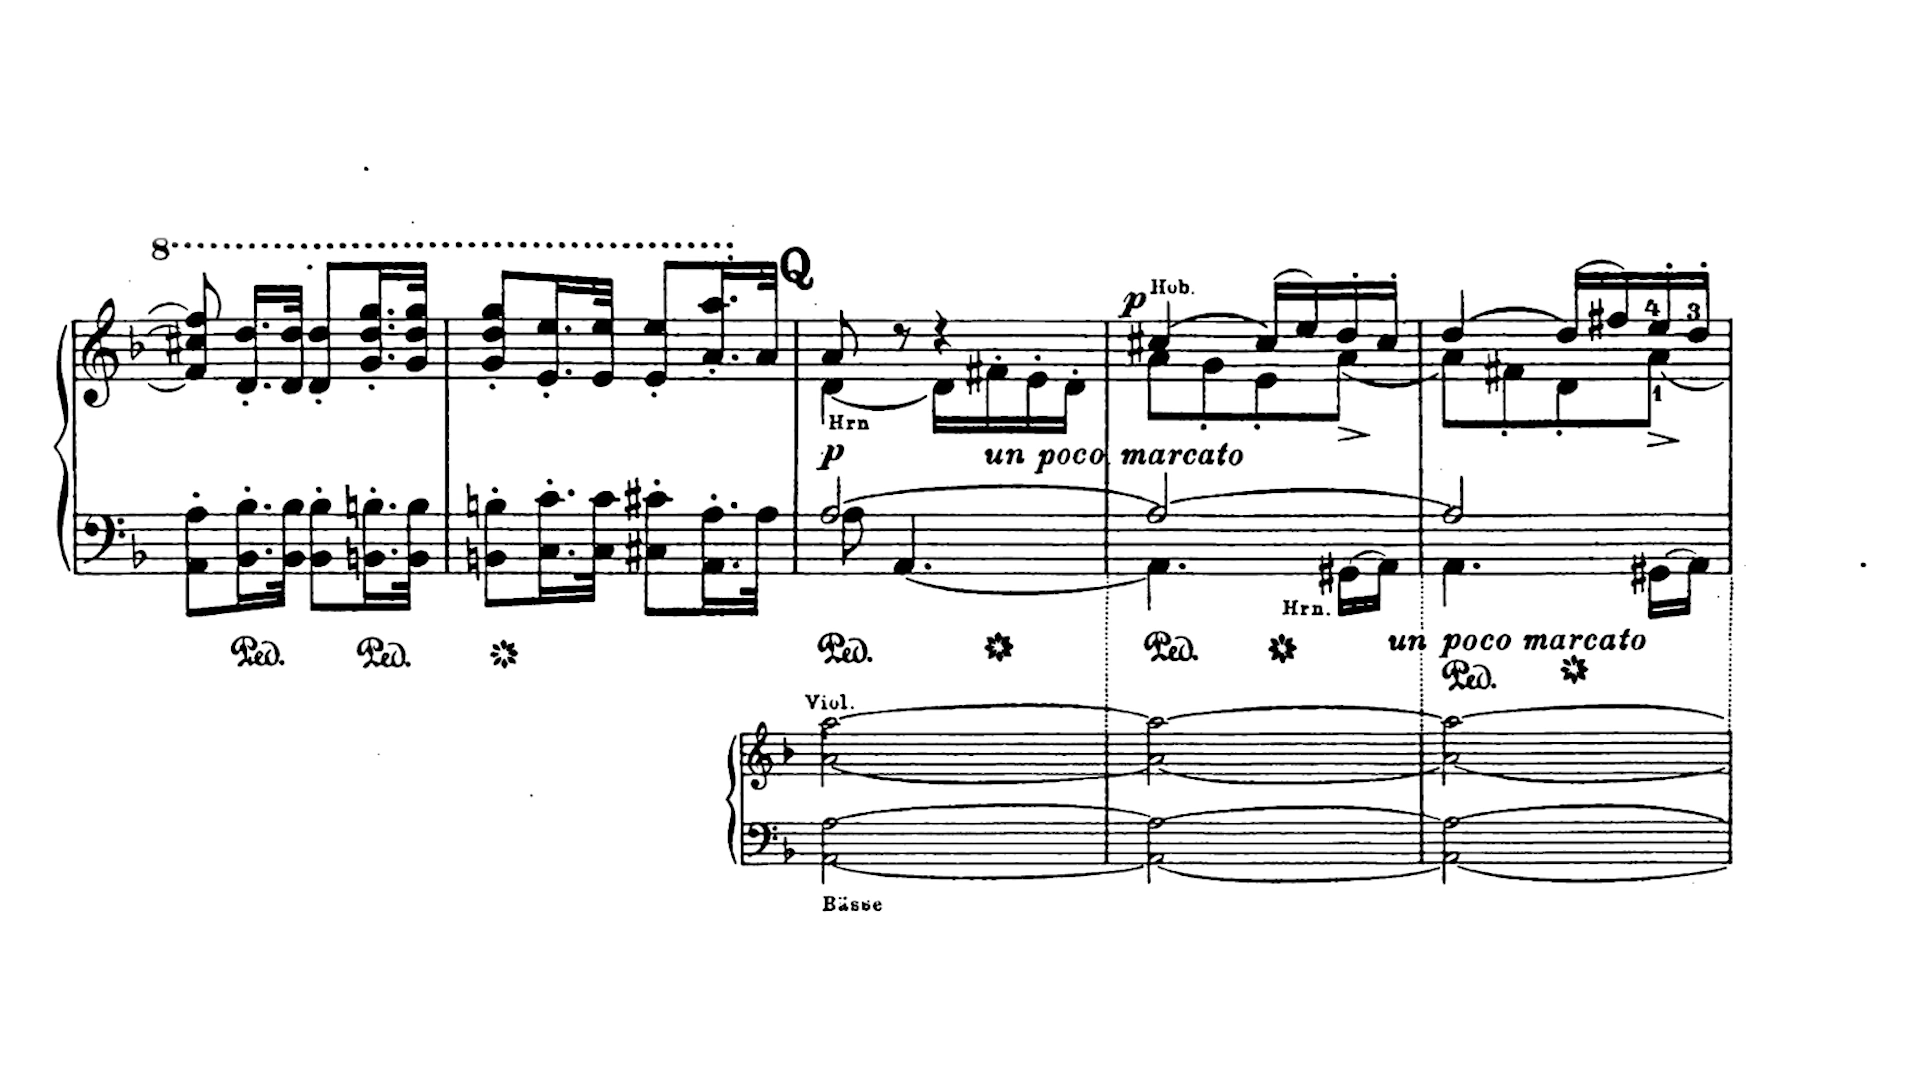 8
Q
p Hob.
4 3
1
Hrn
p un poco marcato
Hrn.
un poco marcato
Ped. Ped. Ped. Ped. Ped.
Viol.
Bässe